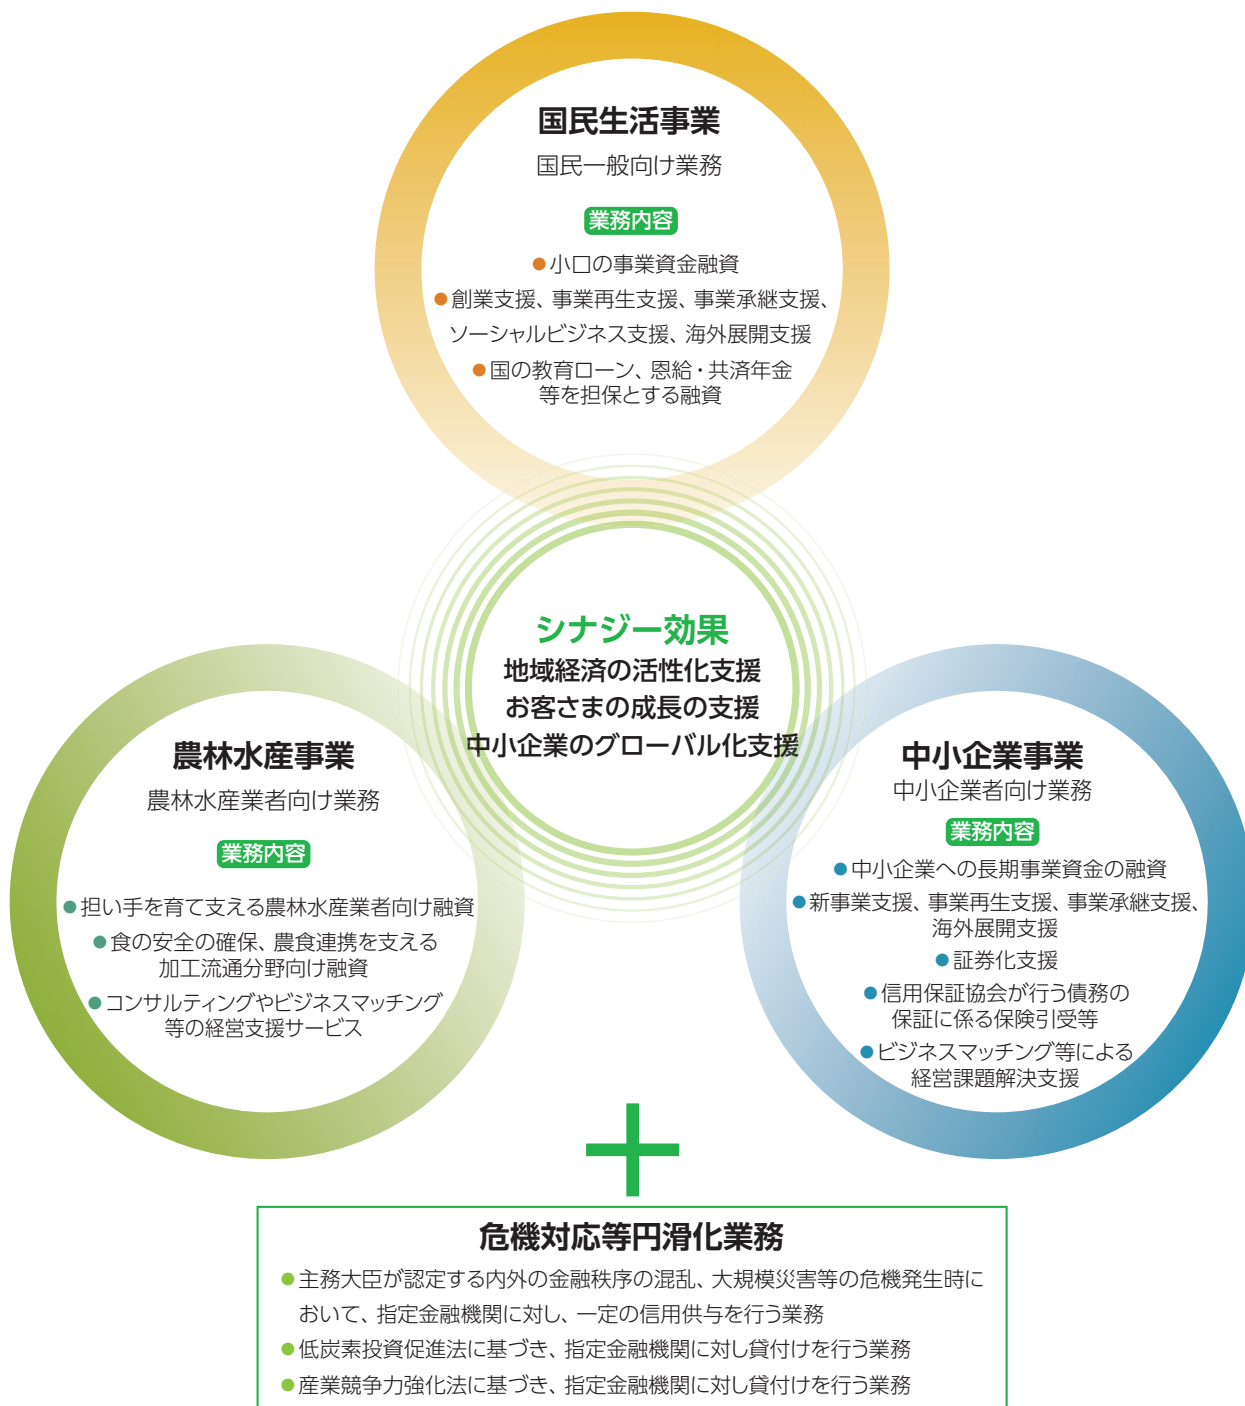 国民生活事業
国民一般向け業務
業務内容
●小口の事業資金融資
●創業支援、事業再生支援、事業承継支援、
ソーシャルビジネス支援、海外展開支援
●国の教育ローン、恩給・共済年金
等を担保とする融資
シナジー効果
地域経済の活性化支援
お客さまの成長の支援
中小企業のグローバル化支援
農林水産事業
農林水産業者向け業務
業務内容
●担い手を育て支える農林水産業者向け融資
●食の安全の確保、農食連携を支える
加工流通分野向け融資
●コンサルティングやビジネスマッチング
等の経営支援サービス
中小企業事業
中小企業者向け業務
業務内容
●中小企業への長期事業資金の融資
●新事業支援、事業再生支援、事業承継支援、
海外展開支援
●証券化支援
●信用保証協会が行う債務の
保証に係る保険引受等
●ビジネスマッチング等による
経営課題解決支援
危機対応等円滑化業務
●主務大臣が認定する内外の金融秩序の混乱、大規模災害等の危機発生時に
おいて、指定金融機関に対し、一定の信用供与を行う業務
●低炭素投資促進法に基づき、指定金融機関に対し貸付けを行う業務
●産業競争力強化法に基づき、指定金融機関に対し貸付けを行う業務